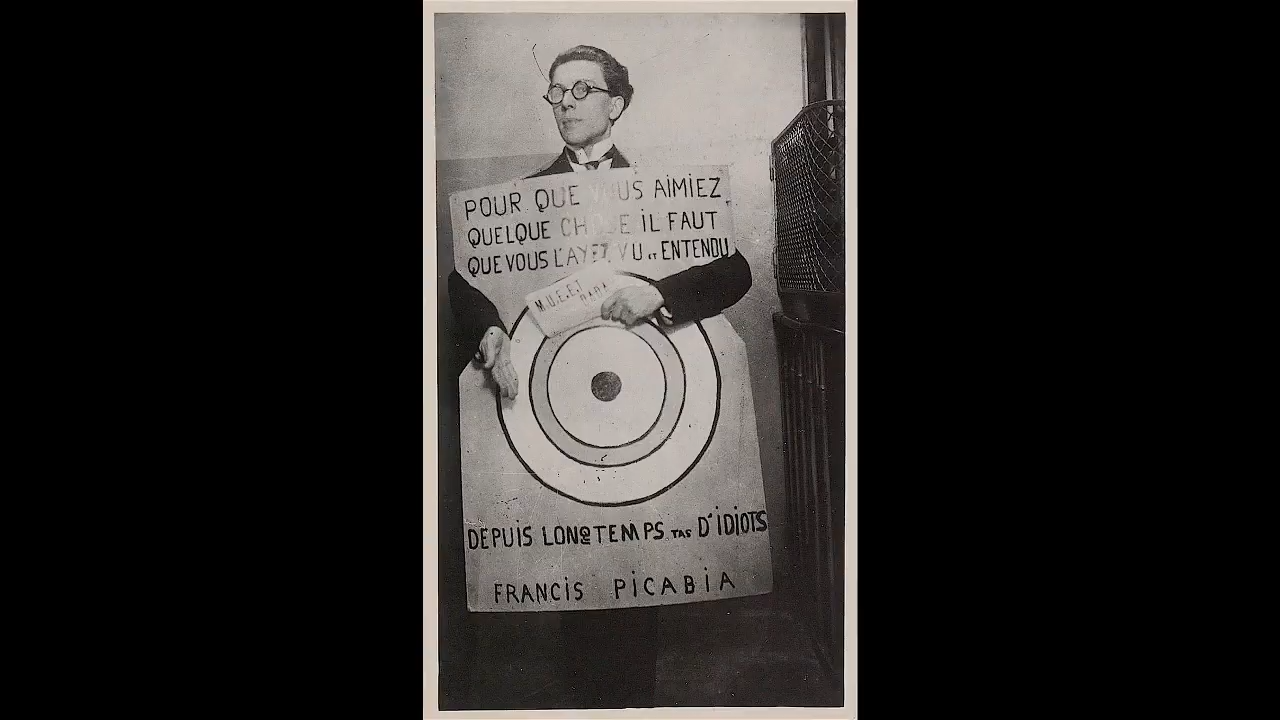 POUR QUE VOUS AIMIEZ
QUELQUE CHOSE IL FAUT
QUE VOUS L'AYEZ VU ET ENTENDU
M.U.E.E.T
DADA
DEPUIS LONGTEMPS TAS D'IDIOTS
FRANCIS PICABIA